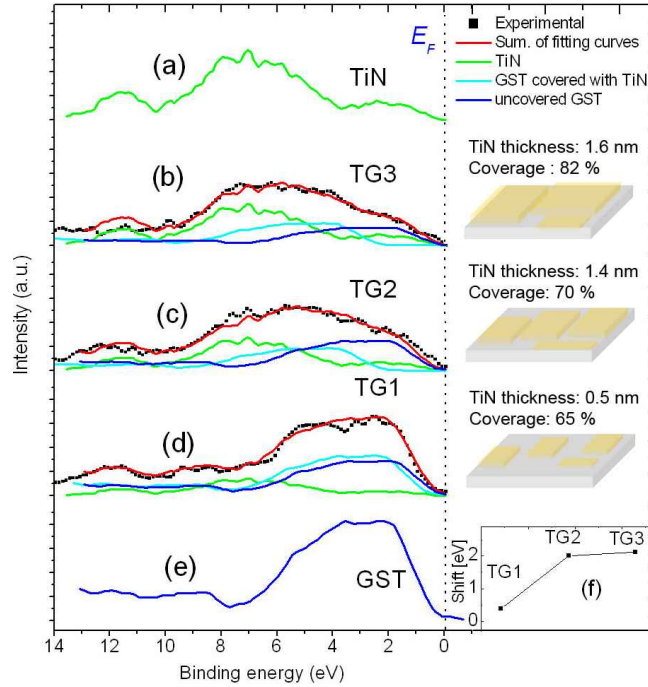 E_F
Experimental
Sum. of fitting curves
TiN
GST covered with TiN
uncovered GST
(a)
TiN
(b)
TG3
TiN thickness: 1.6 nm
Coverage : 82 %
(c)
TG2
TiN thickness: 1.4 nm
Coverage: 70 %
(d)
TG1
TiN thickness: 0.5 nm
Coverage: 65 %
(e)
GST
Intensity (a.u.)
14 12 10 8 6 4 2 0
Binding energy (eV)
Shift [eV]
2
1
0
TG1
TG2
TG3
(f)